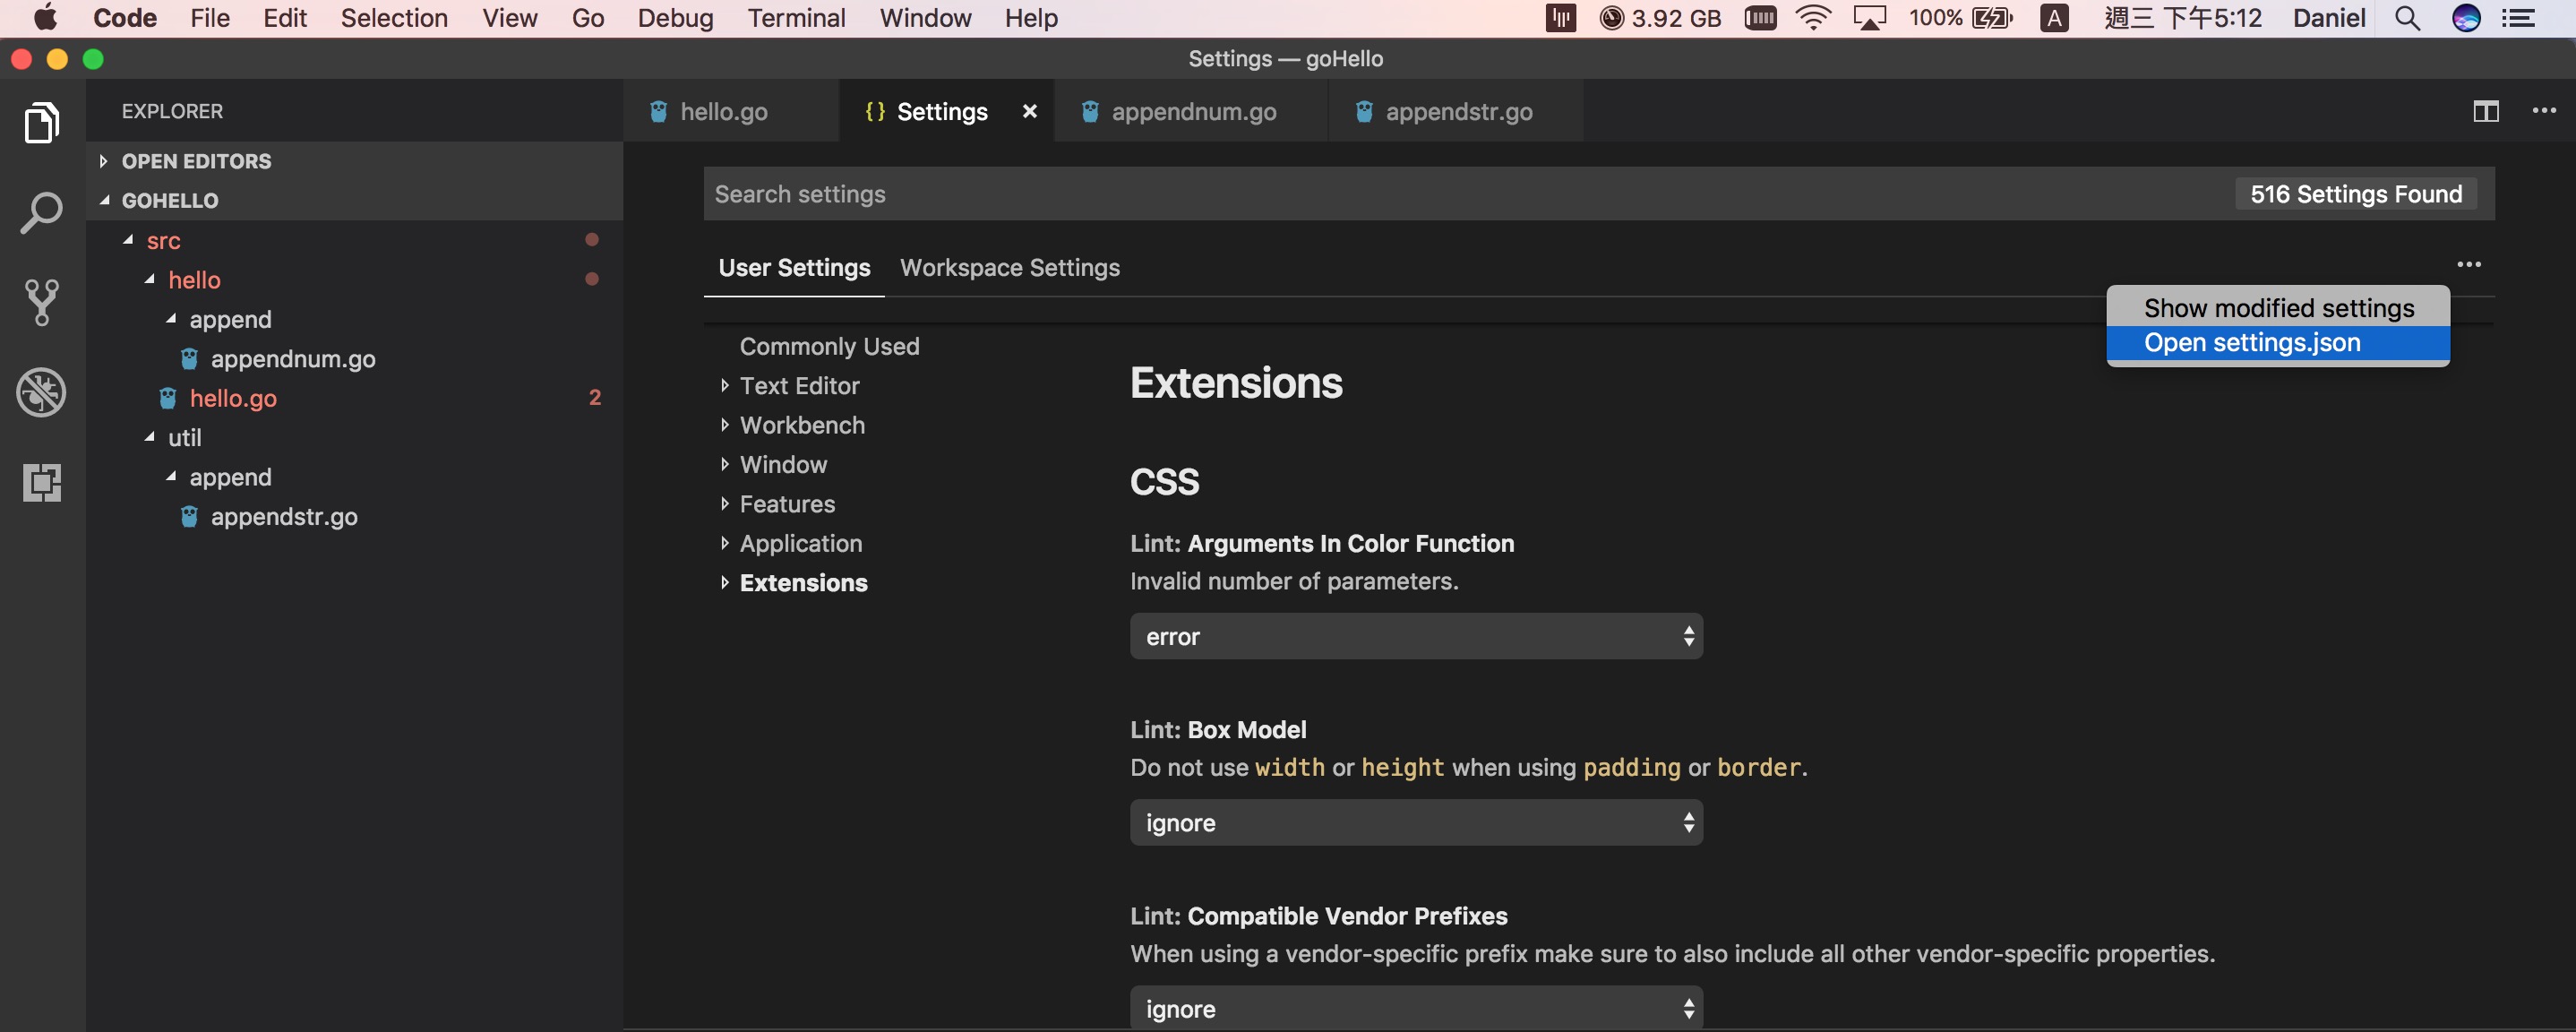 Code File Edit Selection View Go Debug Terminal Window Help 3.92 GB 100% A 週三 下午5:12 Daniel
Settings — goHello
EXPLORER
OPEN EDITORS
GOHELLO
src
hello
append
appendnum.go
hello.go 2
util
append
appendstr.go
hello.go {} Settings × appendnum.go appendstr.go
Search settings 516 Settings Found
User Settings Workspace Settings
Show modified settings
Open settings.json
Commonly Used
Text Editor
Workbench
Window
Features
Application
Extensions
Extensions
CSS
Lint: Arguments In Color Function
Invalid number of parameters.
error
Lint: Box Model
Do not use width or height when using padding or border.
ignore
Lint: Compatible Vendor Prefixes
When using a vendor-specific prefix make sure to also include all other vendor-specific properties.
ignore